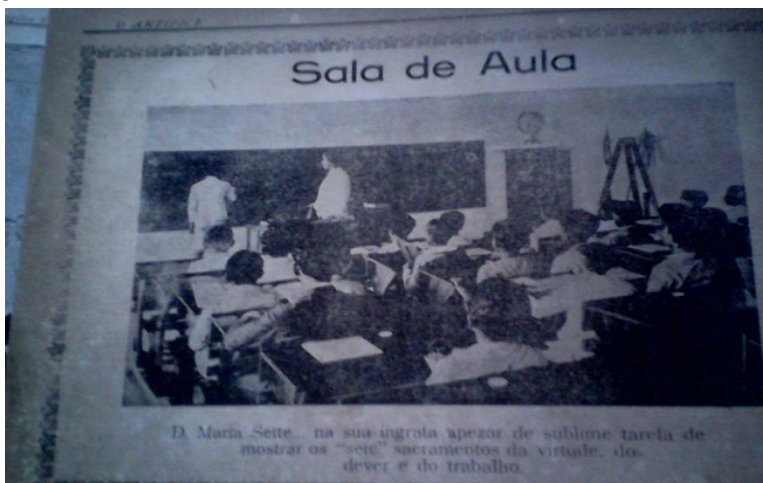 O ARTIFICE
Sala de Aula
D. Maria Sette... na sua ingrata apezar de sublime tarefa de
mostrar os "sete" sacramentos da virtude, do
dever e do trabalho.